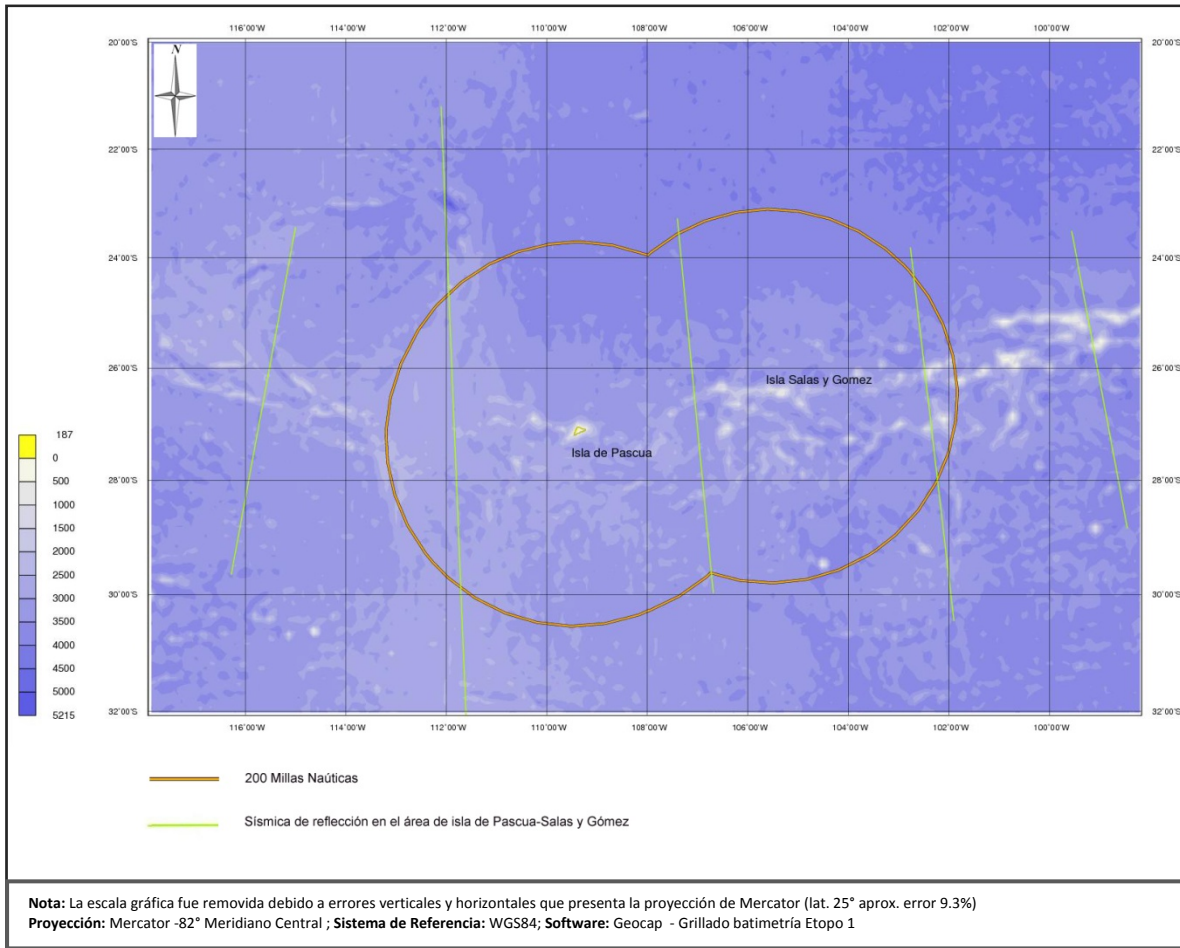 116°00'W 114°00'W 112°00'W 110°00'W 108°00'W 106°00'W 104°00'W 102°00'W 100°00'W
20°00'S 20°00'S
N
22°00'S 22°00'S
24°00'S 24°00'S
26°00'S 26°00'S
Isla Salas y Gomez
Isla de Pascua
28°00'S 28°00'S
30°00'S 30°00'S
32°00'S 32°00'S
187
0
500
1000
1500
2000
2500
3000
3500
4000
4500
5000
5215
116°00'W 114°00'W 112°00'W 110°00'W 108°00'W 106°00'W 104°00'W 102°00'W 100°00'W
200 Millas Naúticas
Sísmica de reflección en el área de isla de Pascua-Salas y Gómez
Nota: La escala gráfica fue removida debido a errores verticales y horizontales que presenta la proyección de Mercator (lat. 25° aprox. error 9.3%)
Proyección: Mercator -82° Meridiano Central ; Sistema de Referencia: WGS84; Software: Geocap - Grillado batimetría Etopo 1